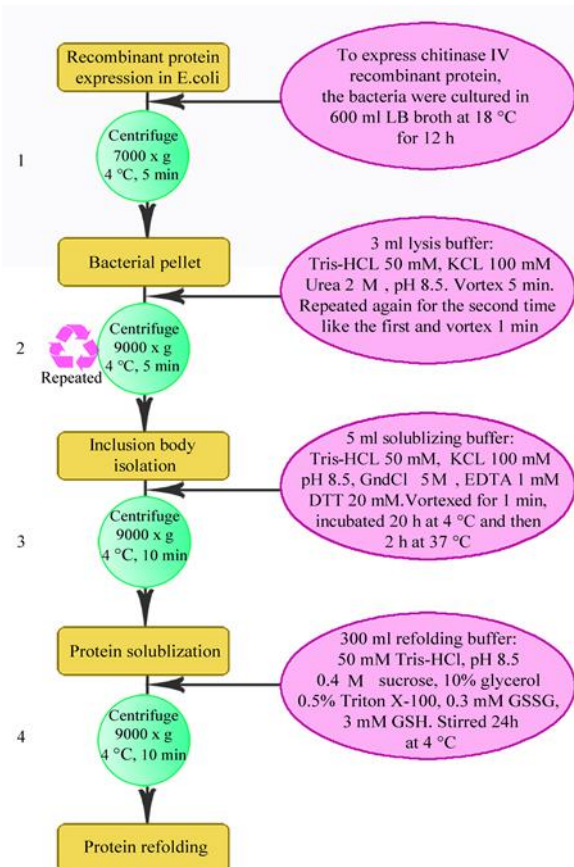 Recombinant protein
expression in E.coli
To express chitinase IV
recombinant protein,
the bacteria were cultured in
600 ml LB broth at 18 °C
for 12 h
1
Centrifuge
7000 x g
4 °C, 5 min
Bacterial pellet
3 ml lysis buffer:
Tris-HCL 50 mM, KCL 100 mM
Urea 2 M , pH 8.5. Vortex 5 min.
Repeated again for the second time
like the first and vortex 1 min
2
Repeated
Centrifuge
9000 x g
4 °C, 5 min
Inclusion body
isolation
5 ml solublizing buffer:
Tris-HCL 50 mM, KCL 100 mM
pH 8.5, GndCl 5M , EDTA 1 mM
DTT 20 mM.Vortexed for 1 min,
incubated 20 h at 4 °C and then
2 h at 37 °C
3
Centrifuge
9000 x g
4 °C, 10 min
Protein solublization
300 ml refolding buffer:
50 mM Tris-HCl, pH 8.5
0.4 M sucrose, 10% glycerol
0.5% Triton X-100, 0.3 mM GSSG,
3 mM GSH. Stirred 24h
at 4 °C
4
Centrifuge
9000 x g
4 °C, 10 min
Protein refolding